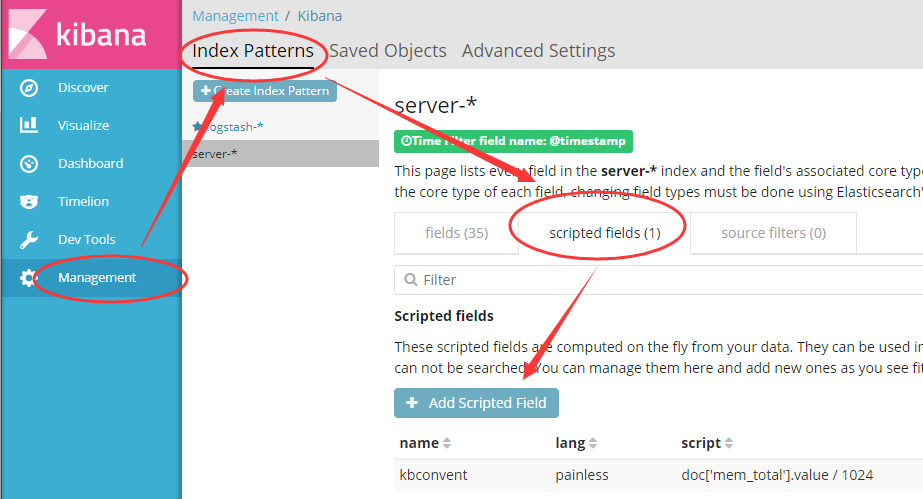 kibana
Discover
Visualize
Dashboard
Timelion
Dev Tools
Management
Management / Kibana
Index Patterns Saved Objects Advanced Settings
Create Index Pattern
logstash-*
server-*
server-*
Time Filter field name: @timestamp
This page lists every field in the server-* index and the field's associated core typ
the core type of each field, changing field types must be done using Elasticsearch'
fields (35) scripted fields (1) source filters (0)
Filter
Scripted fields
These scripted fields are computed on the fly from your data. They can be used in
can not be searched. You can manage them here and add new ones as you see fit
+ Add Scripted Field
name lang script
kbconvent painless doc['mem_total'].value / 1024